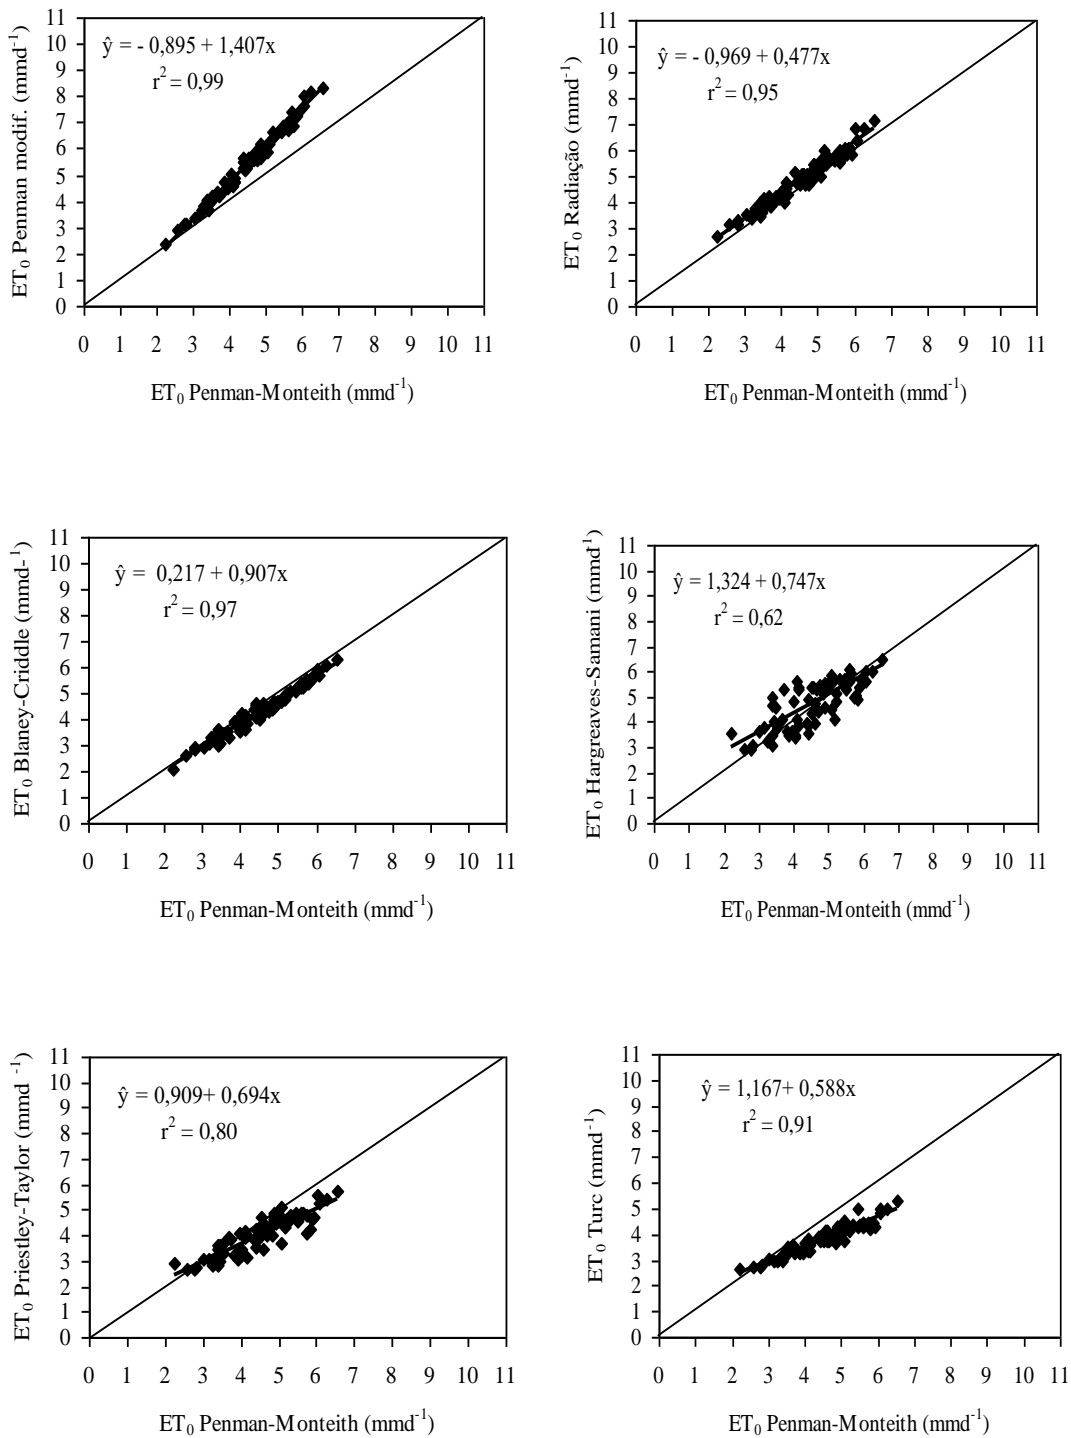 ŷ = - 0,895 + 1,407x
r² = 0,99
ET₀ Penman modif. (mmd⁻¹)
11
10
9
8
7
6
5
4
3
2
1
0
0 1 2 3 4 5 6 7 8 9 10 11
ET₀ Penman-Monteith (mmd⁻¹)
ŷ = - 0,969 + 0,477x
r² = 0,95
ET₀ Radiação (mmd⁻¹)
11
10
9
8
7
6
5
4
3
2
1
0
0 1 2 3 4 5 6 7 8 9 10 11
ET₀ Penman-Monteith (mmd⁻¹)
ŷ = 0,217 + 0,907x
r² = 0,97
ET₀ Blaney-Criddle (mmd-¹)
11
10
9
8
7
6
5
4
3
2
1
0
0 1 2 3 4 5 6 7 8 9 10 11
ET₀ Penman-Monteith (mmd⁻¹)
ŷ = 1,324 + 0,747x
r² = 0,62
ET₀ Hargreaves-Samani (mmd¹)
11
10
9
8
7
6
5
4
3
2
1
0
0 1 2 3 4 5 6 7 8 9 10 11
ET₀ Penman-Monteith (mmd⁻¹)
ŷ = 0,909+ 0,694x
r² = 0,80
ET₀ Priestley-Taylor (mmd ⁻¹)
11
10
9
8
7
6
5
4
3
2
1
0
0 1 2 3 4 5 6 7 8 9 10 11
ET₀ Penman-Monteith (mmd⁻¹)
ŷ = 1,167+ 0,588x
r² = 0,91
ET₀ Turc (mmd⁻¹)
11
10
9
8
7
6
5
4
3
2
1
0
0 1 2 3 4 5 6 7 8 9 10 11
ET₀ Penman-Monteith (mmd⁻¹)